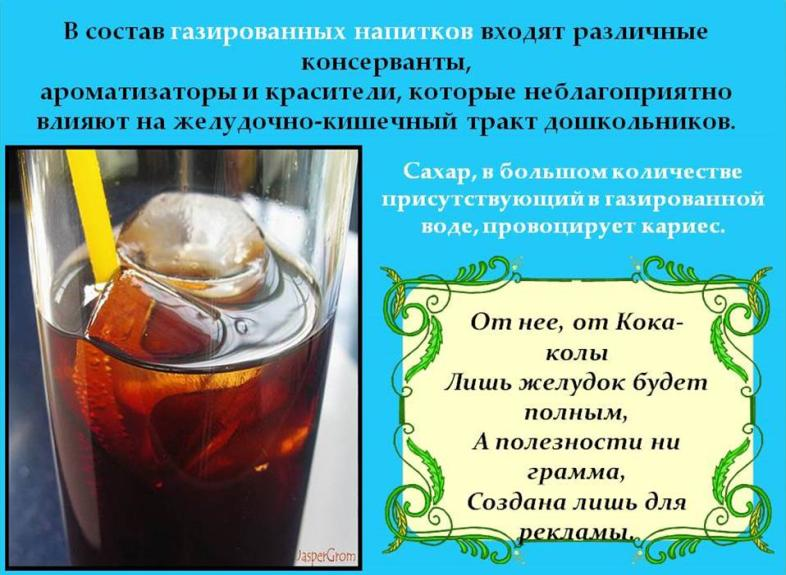 В состав газированных напитков входят различные
консерванты,
ароматизаторы и красители, которые неблагоприятно
влияют на желудочно-кишечный тракт дошкольников.
Сахар, в большом количестве
присутствующий в газированной
воде, провоцирует кариес.
От нее, от Кока-
колы
Лишь желудок будет
полным,
А полезности ни
грамма,
Создана лишь для
рекламы.
JasperGrom